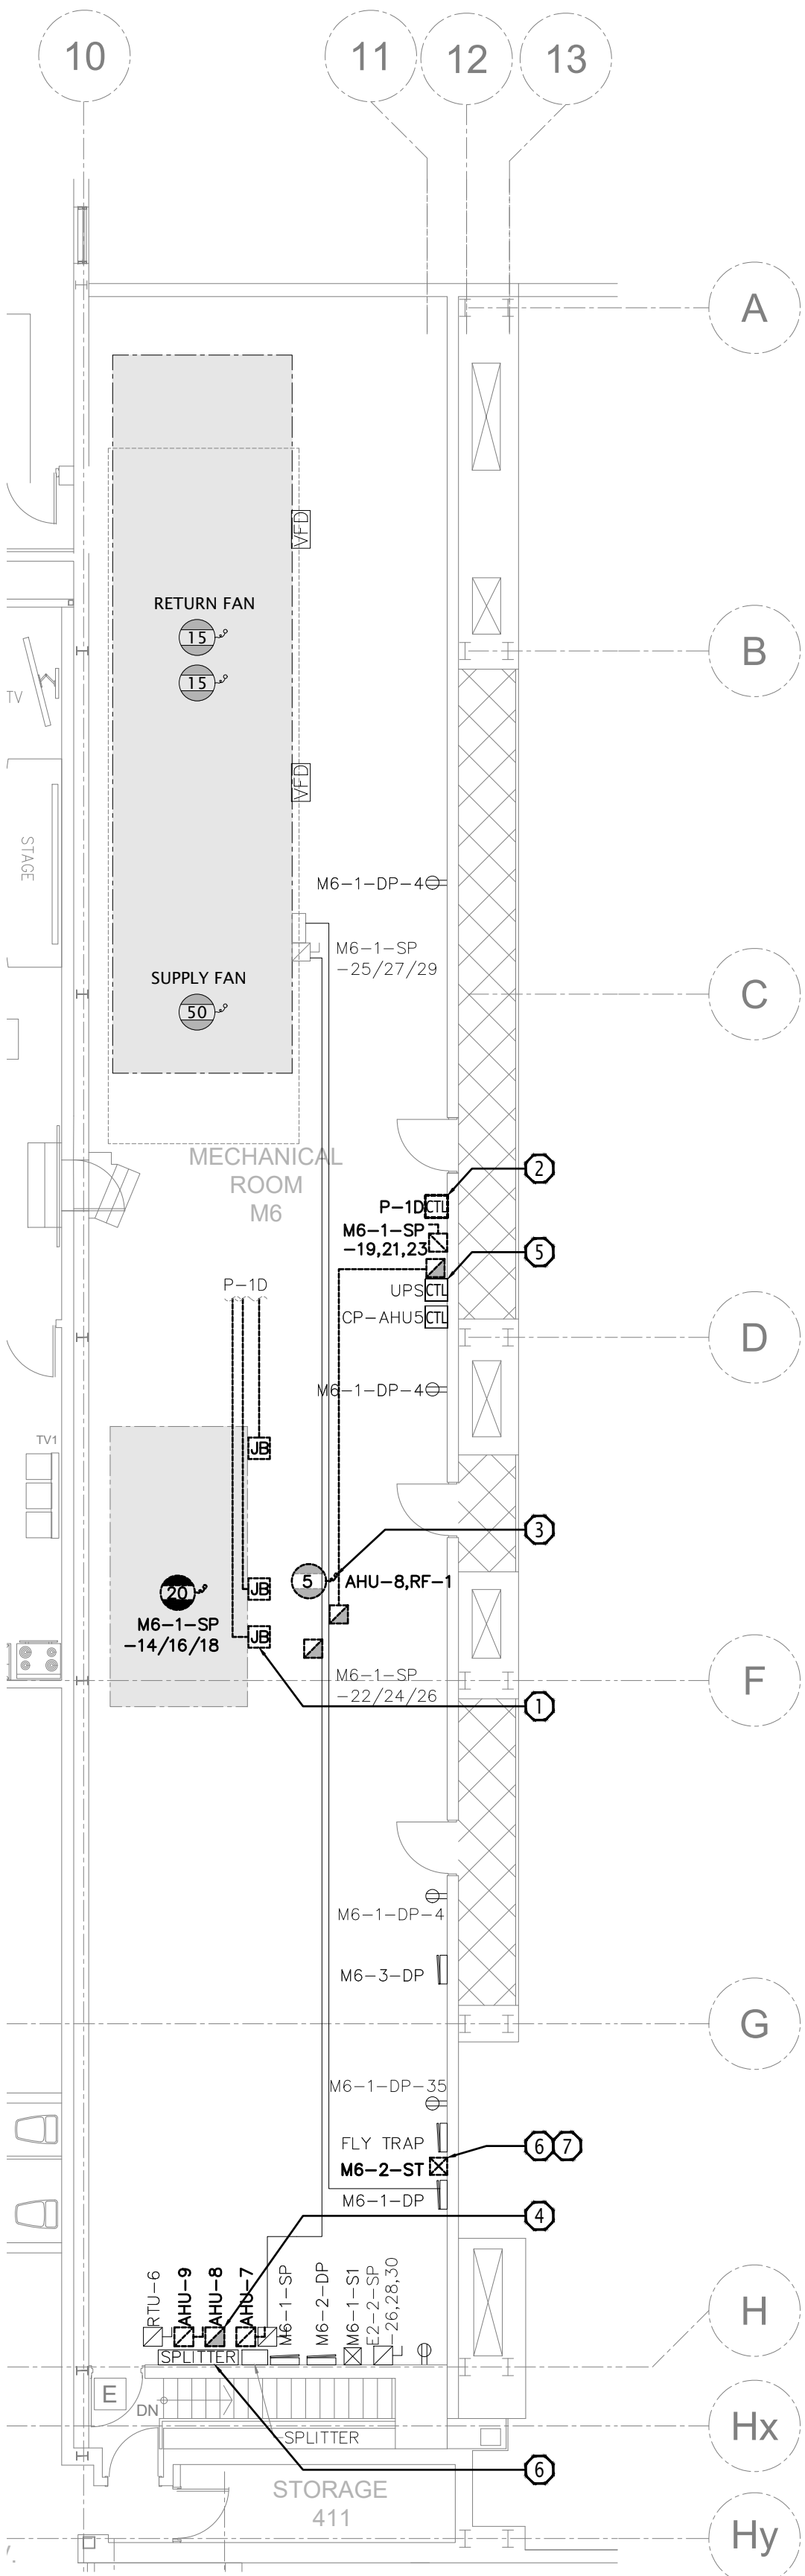 10
11
12
13
A
VFD
RETURN FAN
15
15
B
TV
VFD
STAGE
M6-1-DP-4
M6-1-SP
-25/27/29
SUPPLY FAN
50
C
MECHANICAL
ROOM
M6
2
P-1D
CTL
M6-1-SP
-19,21,23
5
P-1D
UPS
CTL
CP-AHU5
CTL
D
M6-1-DP-4
TV1
JB
3
5
AHU-8,RF-1
20
JB
M6-1-SP
-14/16/18
JB
M6-1-SP
-22/24/26
F
1
M6-1-DP-4
M6-3-DP
G
M6-1-DP-35
FLY TRAP
6
7
M6-2-ST
M6-1-DP
4
RTU-6
AHU-9
AHU-8
AHU-7
M6-1-SP
M6-2-DP
M6-1-S1
E2-2-SP
-26,28,30
H
SPLITTER
E
DN
SPLITTER
Hx
6
STORAGE
411
Hy